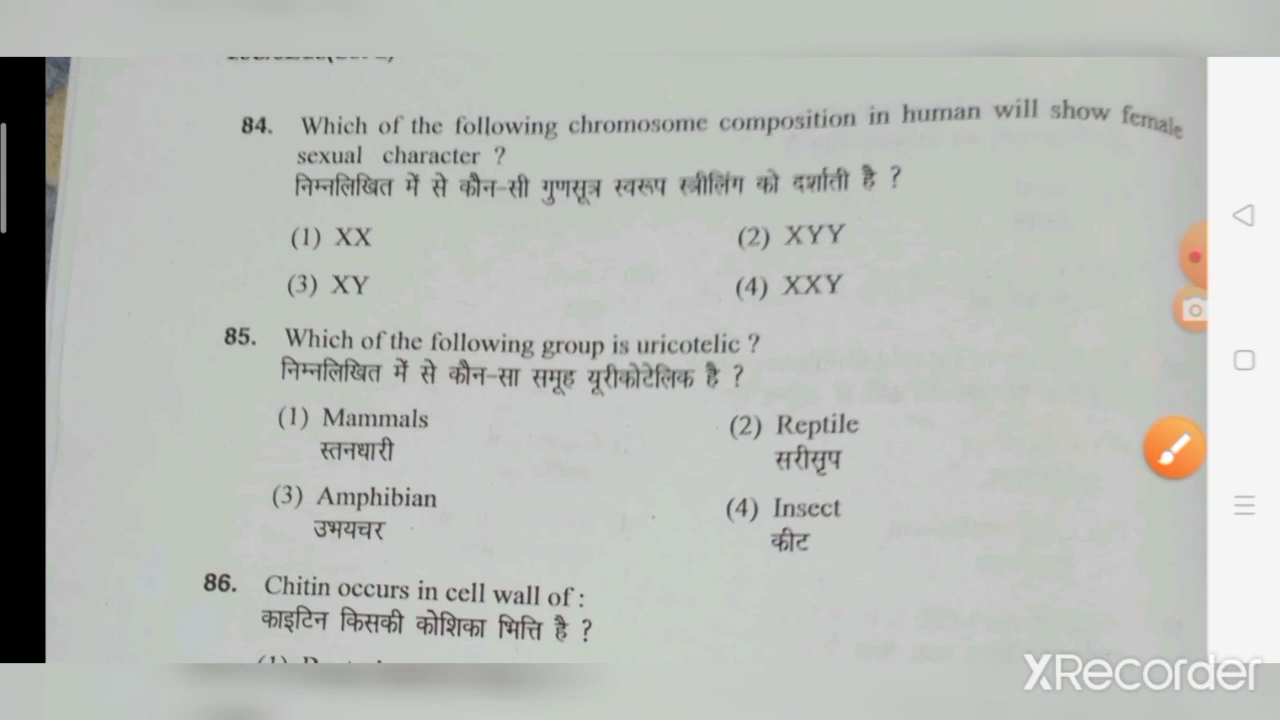 84. Which of the following chromosome composition in human will show female
sexual character ?
निम्नलिखित में से कौन-सी गुणसूत्र स्वरूप स्त्रीलिंग को दर्शाती है ?
(1) XX (2) XYY
(3) XY (4) XXY
85. Which of the following group is uricotelic ?
निम्नलिखित में से कौन-सा समूह यूरीकोटेलिक है ?
(1) Mammals (2) Reptile
स्तनधारी सरीसृप
(3) Amphibian (4) Insect
उभयचर कीट
86. Chitin occurs in cell wall of :
काइटिन किसकी कोशिका भित्ति है ?
XRecorder